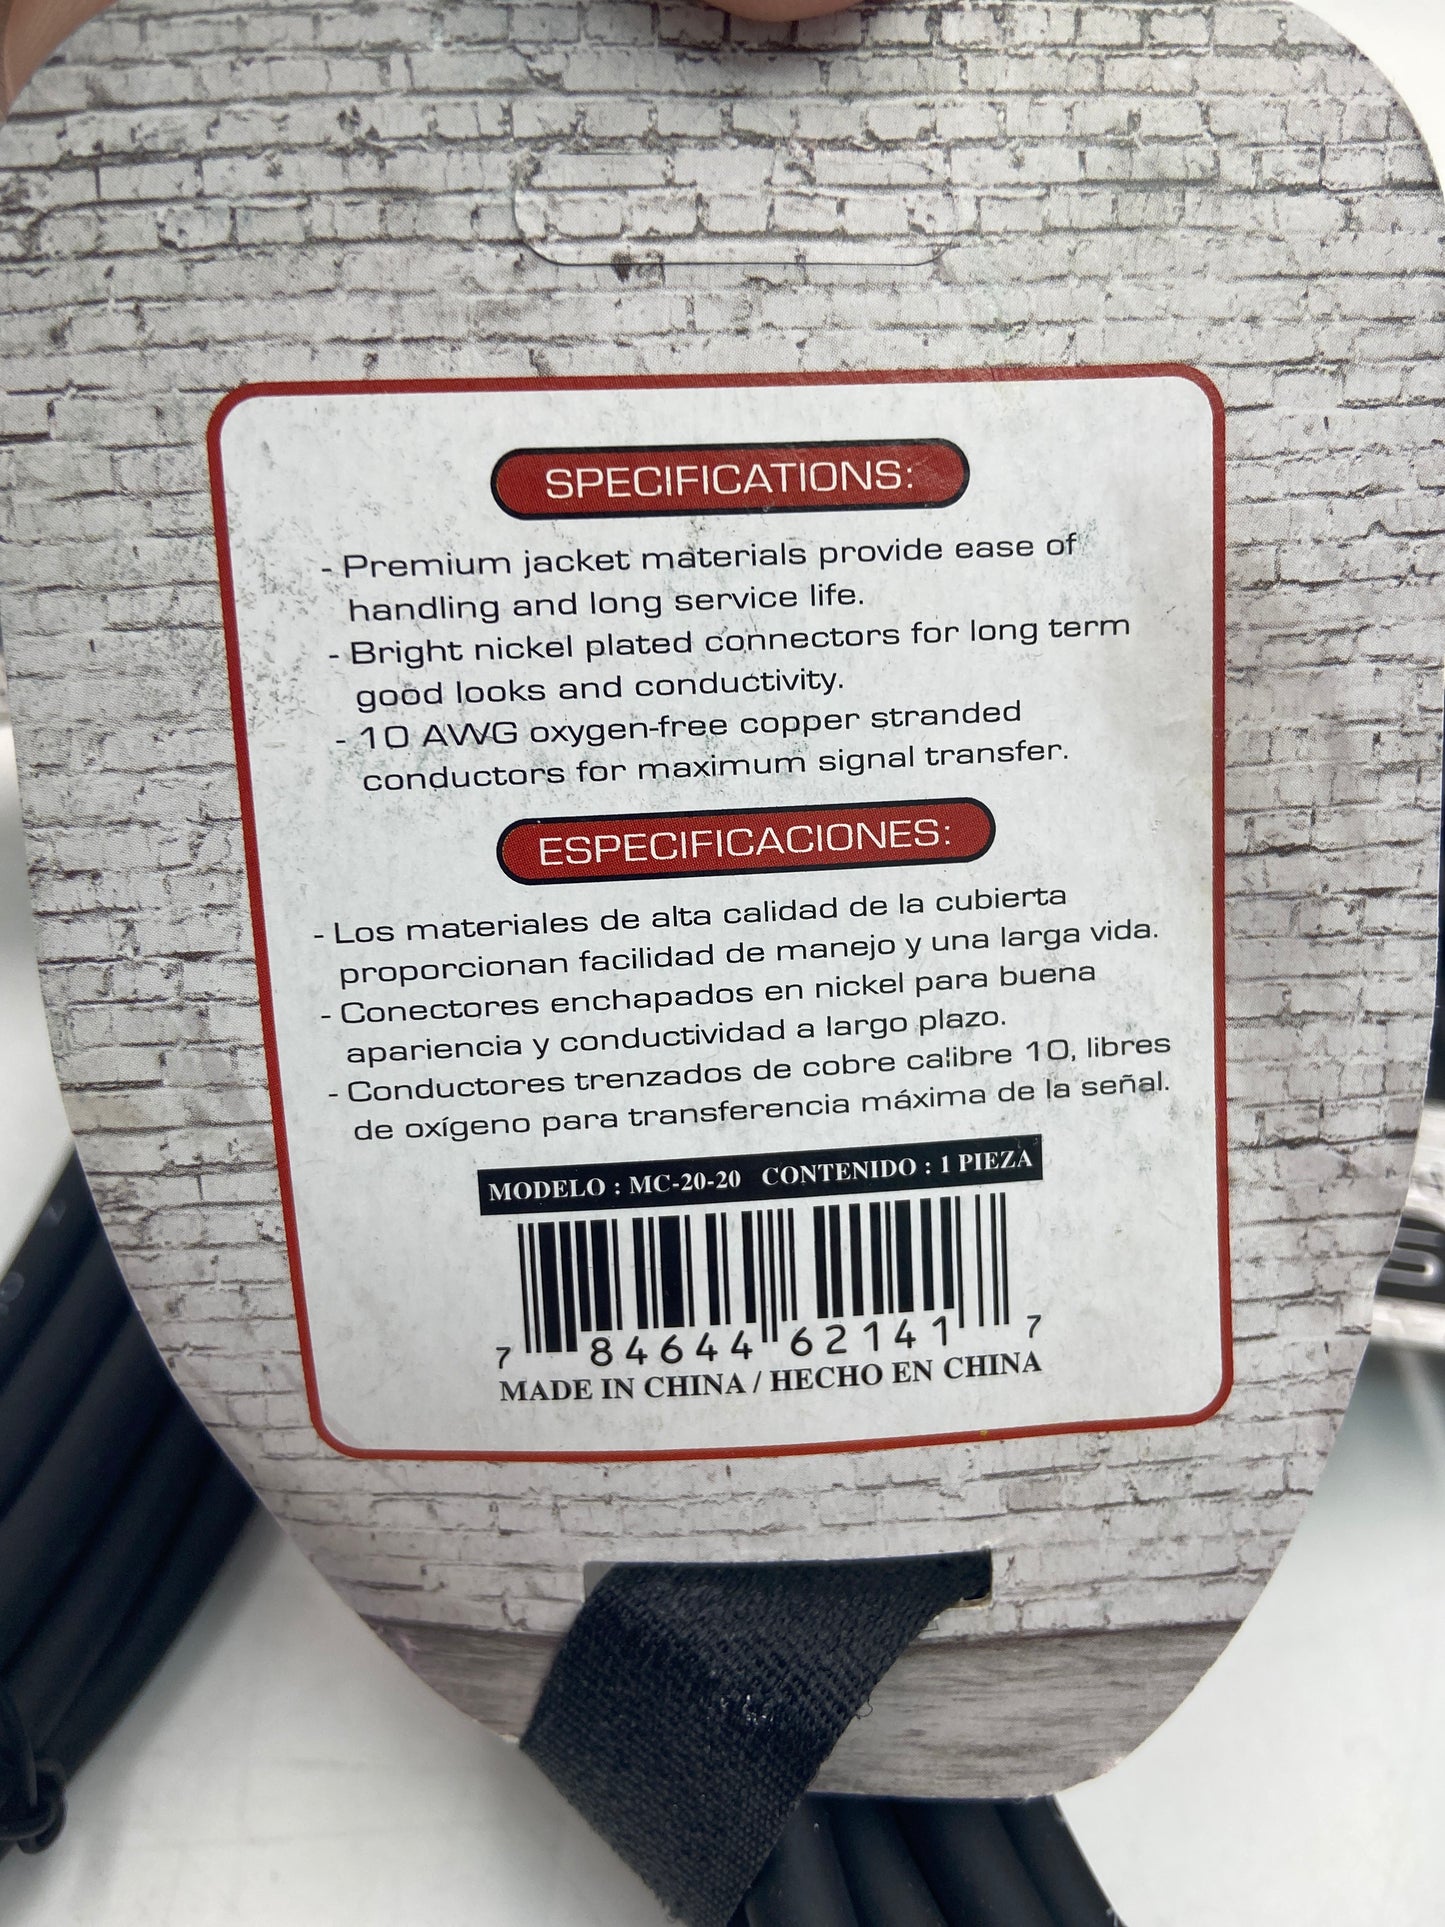 SPECIFICATIONS:
- Premium jacket materials provide ease of
handling and long service life.
- Bright nickel plated connectors for long term
good looks and conductivity.
- 10 AWG oxygen-free copper stranded
conductors for maximum signal transfer.
ESPECIFICACIONES:
- Los materiales de alta calidad de la cubierta
proporcionan facilidad de manejo y una larga vida.
- Conectores enchapados en nickel para buena
apariencia y conductividad a largo plazo.
- Conductores trenzados de cobre calibre 10, libres
de oxígeno para transferencia máxima de la señal.
MODELO : MC-20-20 CONTENIDO : 1 PIEZA
7 84644 62141 7
MADE IN CHINA / HECHO EN CHINA